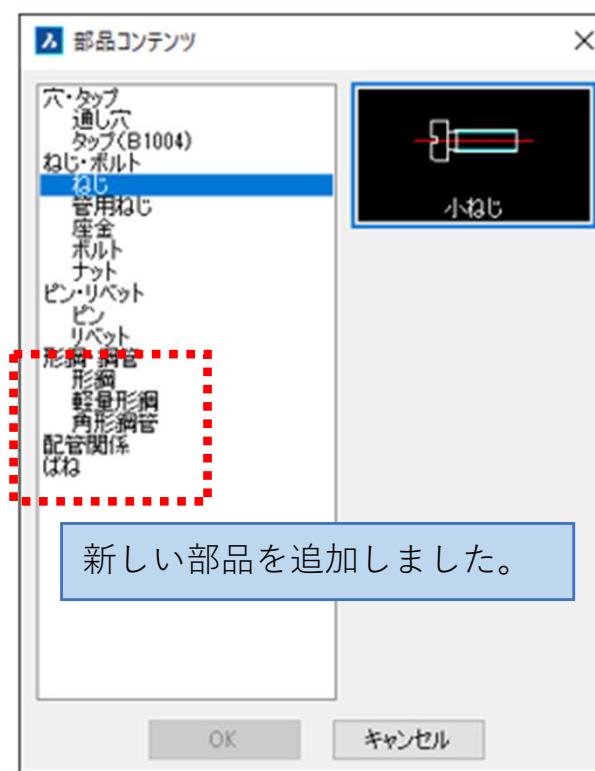 部品コンテンツ
穴・タップ
通し穴
タップ(B1004)
ねじ・ボルト
ねじ
管用ねじ
座金
ボルト
ナット
ピン・リベット
ピン
リベット
形鋼・鋼管
形鋼
軽量形鋼
角形鋼管
配管関係
ばね
小ねじ
新しい部品を追加しました。
OK
キャンセル